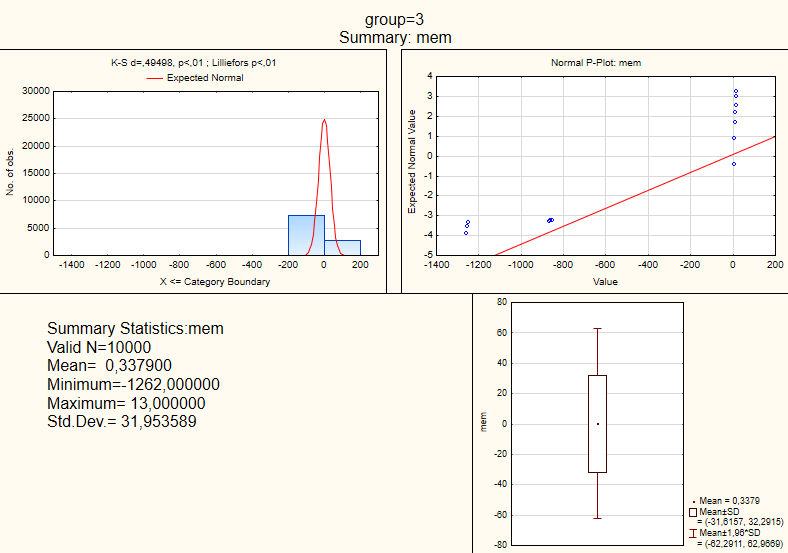 group=3
Summary: mem
K-S d=,49498, p<,01 ; Lilliefors p<,01
Expected Normal
30000
25000
20000
15000
10000
5000
0
No. of obs.
-1400 -1200 -1000 -800 -600 -400 -200 0 200
X <= Category Boundary
Normal P-Plot: mem
4
3
2
1
0
-1
-2
-3
-4
-5
Expected Normal Value
-1400 -1200 -1000 -800 -600 -400 -200 0 200
Value
Summary Statistics:mem
Valid N=10000
Mean= 0,337900
Minimum=-1262,000000
Maximum= 13,000000
Std.Dev.= 31,953589
80
60
40
20
0
-20
-40
-60
-80
mem
Mean = 0,3379
Mean±SD
= (-31,6157, 32,2915)
Mean±1,96*SD
= (-62,2911, 62,9669)